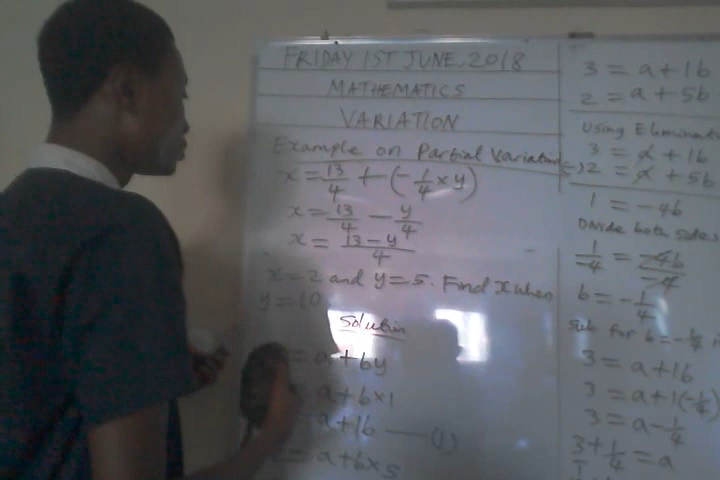 FRIDAY 1ST JUNE, 2018
MATHEMATICS
VARIATION
Example on Partial Variation
x = 13/4 + (-1/4 × y)
x = 13/4 - y/4
x = 13-y/4
x = 2 and y = 5. Find x when
y = 10.
Solution
= a + by
= a + b×1
a + 1b — (1)
= a + b×5
3 = a + 1b
2 = a + 5b
Using Eliminati
3 = a + 1b
(-) 2 = a + 5b
1 = -4b
Divide both sides
1/-4 = -4b/-4
b = -1/4
Sub for b = -1/4
3 = a + 1b
3 = a + 1(-1/4)
3 = a - 1/4
3/1 + 1/4 = a